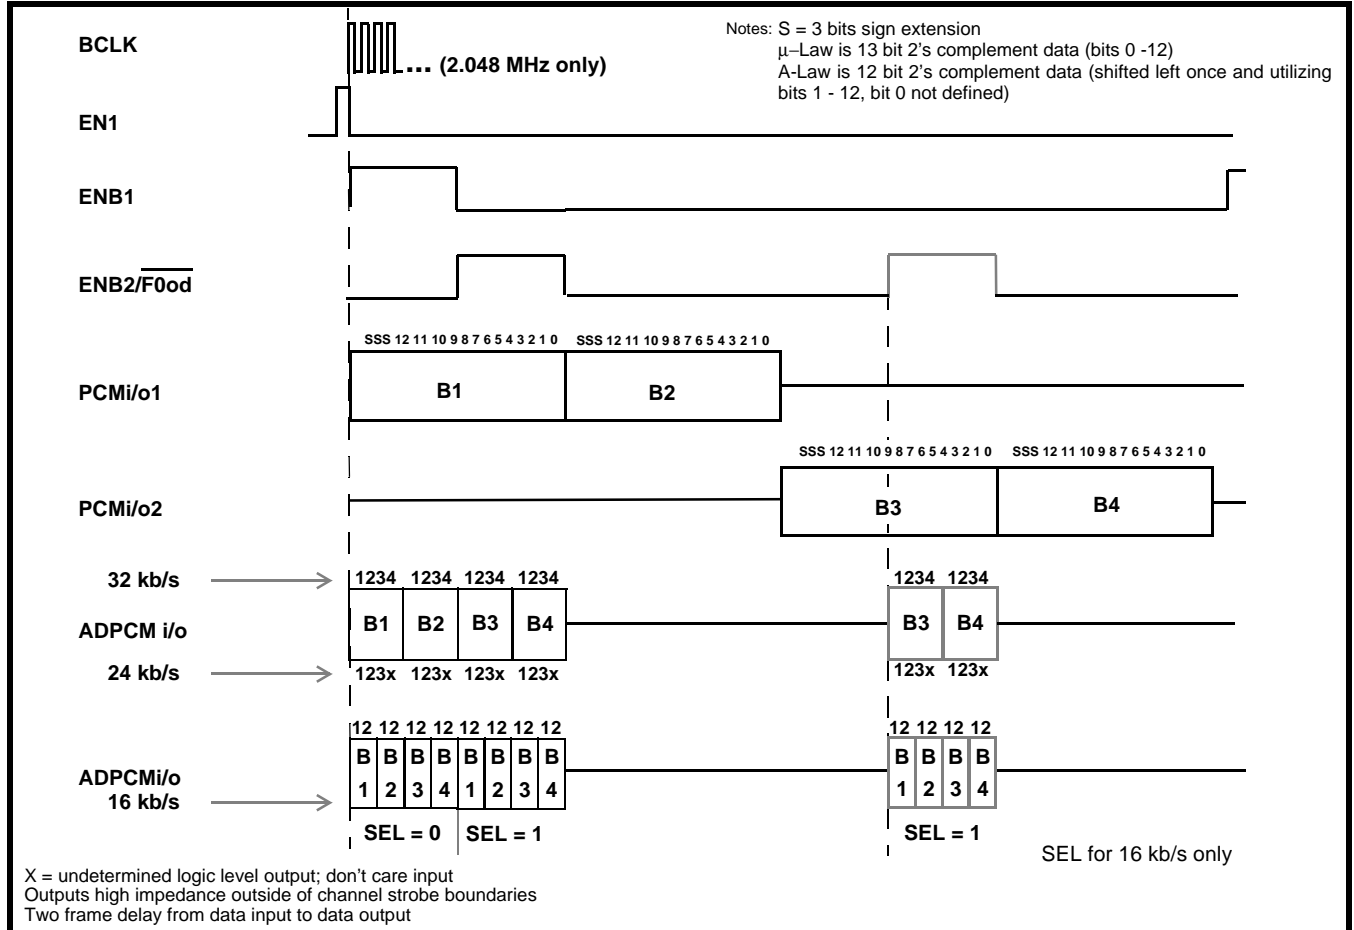 BCLK
... (2.048 MHz only)
Notes: S = 3 bits sign extension
μ–Law is 13 bit 2's complement data (bits 0 -12)
A-Law is 12 bit 2's complement data (shifted left once and utilizing
bits 1 - 12, bit 0 not defined)
EN1
ENB1
ENB2/F0od
SSS 12 11 10 9 8 7 6 5 4 3 2 1 0 SSS 12 11 10 9 8 7 6 5 4 3 2 1 0
PCMi/o1
B1 B2
SSS 12 11 10 9 8 7 6 5 4 3 2 1 0 SSS 12 11 10 9 8 7 6 5 4 3 2 1 0
PCMi/o2
B3 B4
32 kb/s
1234 1234 1234 1234 1234 1234
ADPCM i/o
B1 B2 B3 B4 B3 B4
24 kb/s
123x 123x 123x 123x 123x 123x
12 12 12 12 12 12 12 12 12 12 12 12
B B B B B B B B B B B B
ADPCMi/o
1 2 3 4 1 2 3 4 1 2 3 4
16 kb/s
SEL = 0 SEL = 1 SEL = 1
SEL for 16 kb/s only
X = undetermined logic level output; don't care input
Outputs high impedance outside of channel strobe boundaries
Two frame delay from data input to data output